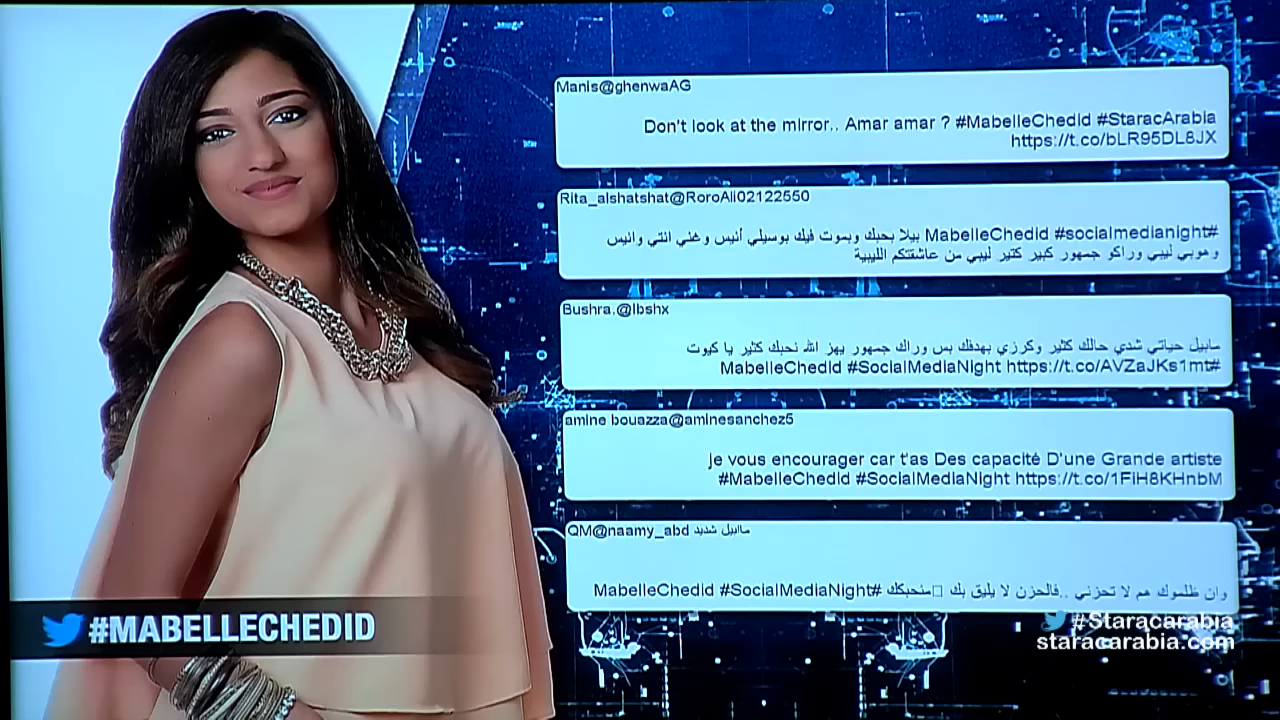 Manis@ghenwaAG
Don't look at the mirror.. Amar amar ? #MabelleChedid #StaracArabia
https://t.co/bLR95DL8JX
Rita_alshatshat@RoroAli02122550
#MabelleChedid #socialmedianight بيلا بحبك وبموت فيك بوسيلي أنيس وغني انتي وانيس
وهوبي ليبي وراكو جمهور كبير كتير ليبي من عاشقتكم الليبية
Bushra.@lbshx
مابيل حياتي شدي حالك كثير وكرزي بهدفك بس وراك جمهور يهز الله نحبك كثير يا كيوت
#MabelleChedid #SocialMediaNight https://t.co/AVZaJKs1mt
amine bouazza@aminesanchez5
je vous encourager car t'as Des capacité D'une Grande artiste
#MabelleChedid #SocialMediaNight https://t.co/1FiH8KHnbM
QM@naamy_abd مابيل شديد
وان ظلموك هم لا تحزني ..فالحزن لا يليق بك □منحبكك #MabelleChedid #SocialMediaNight
#MABELLECHEDID
#Staracarabia
staracarabia.com